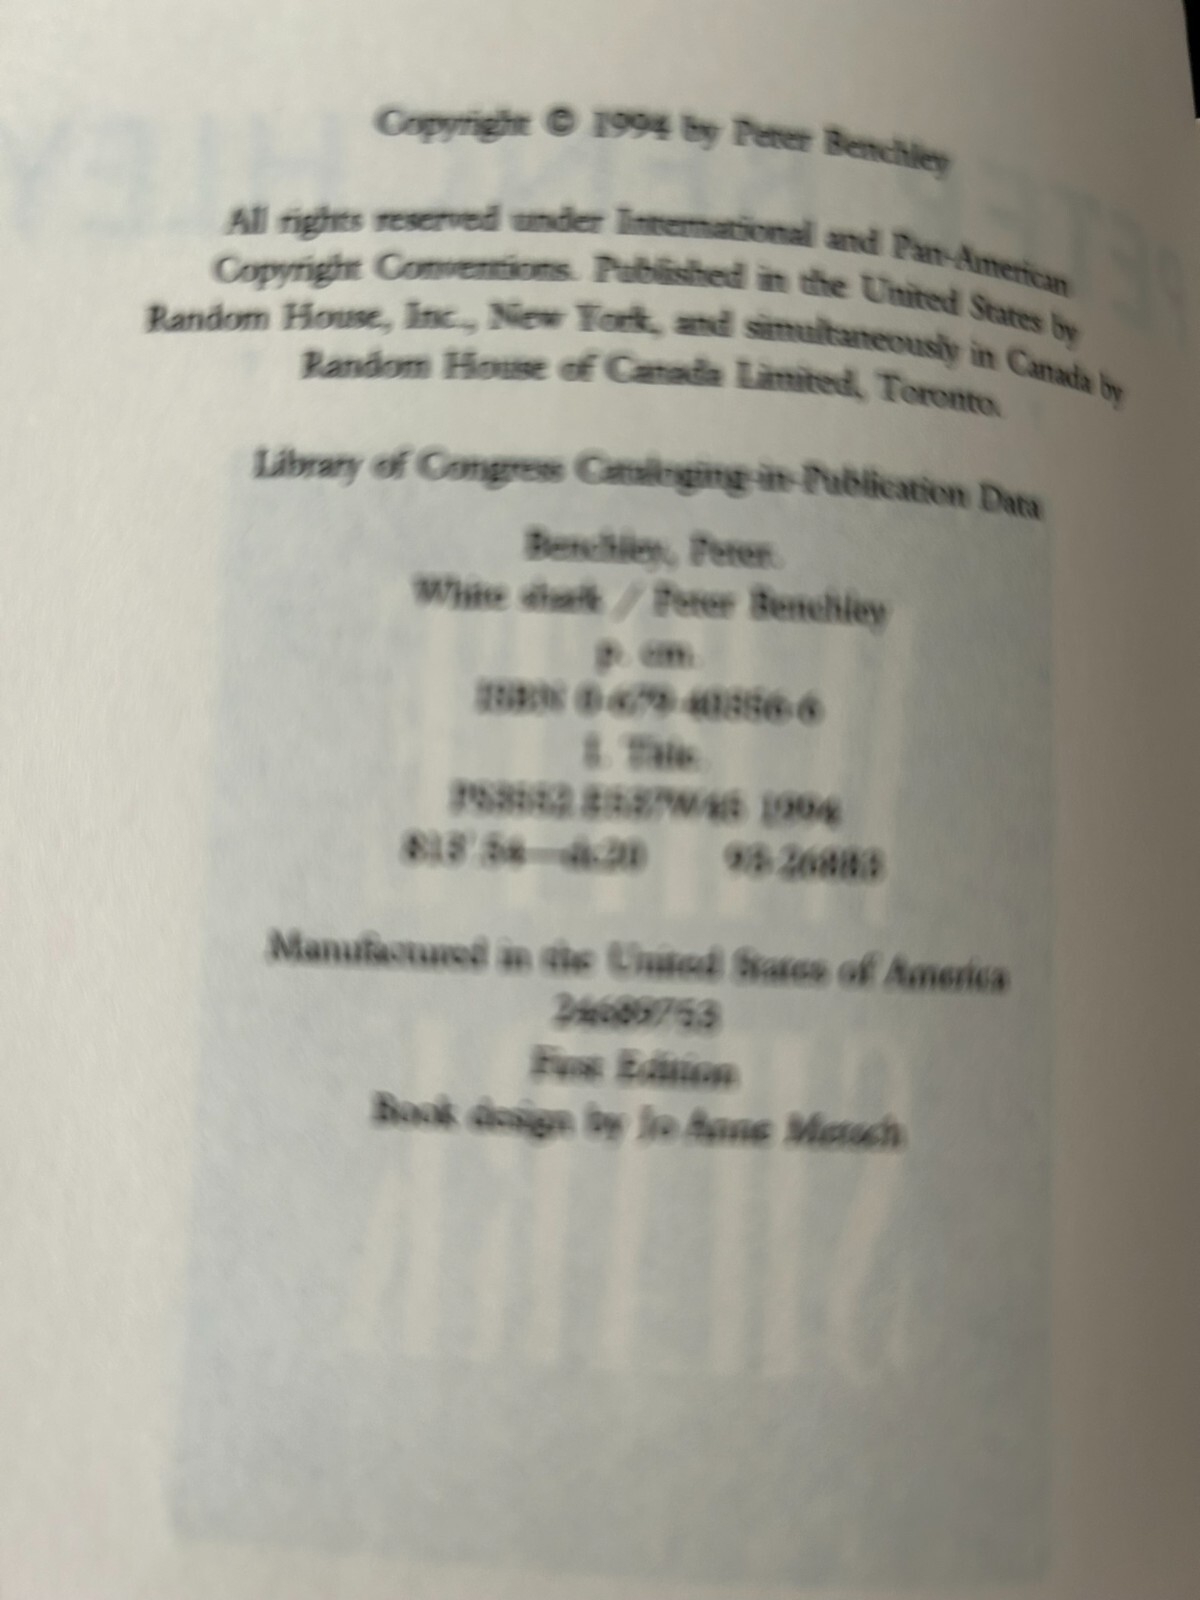 Copyright © 1994 by Peter Benchley
All rights reserved under International and Pan-American
Copyright Conventions. Published in the United States by
Random House, Inc., New York, and simultaneously in Canada by
Random House of Canada Limited, Toronto.
Library of Congress Cataloging-in-Publication Data
Benchley, Peter.
White shark / Peter Benchley
p. cm.
ISBN
I. Title.
1994
Manufactured in the United States of America
24689753
First Edition
Book design by Jo Anne Metsch